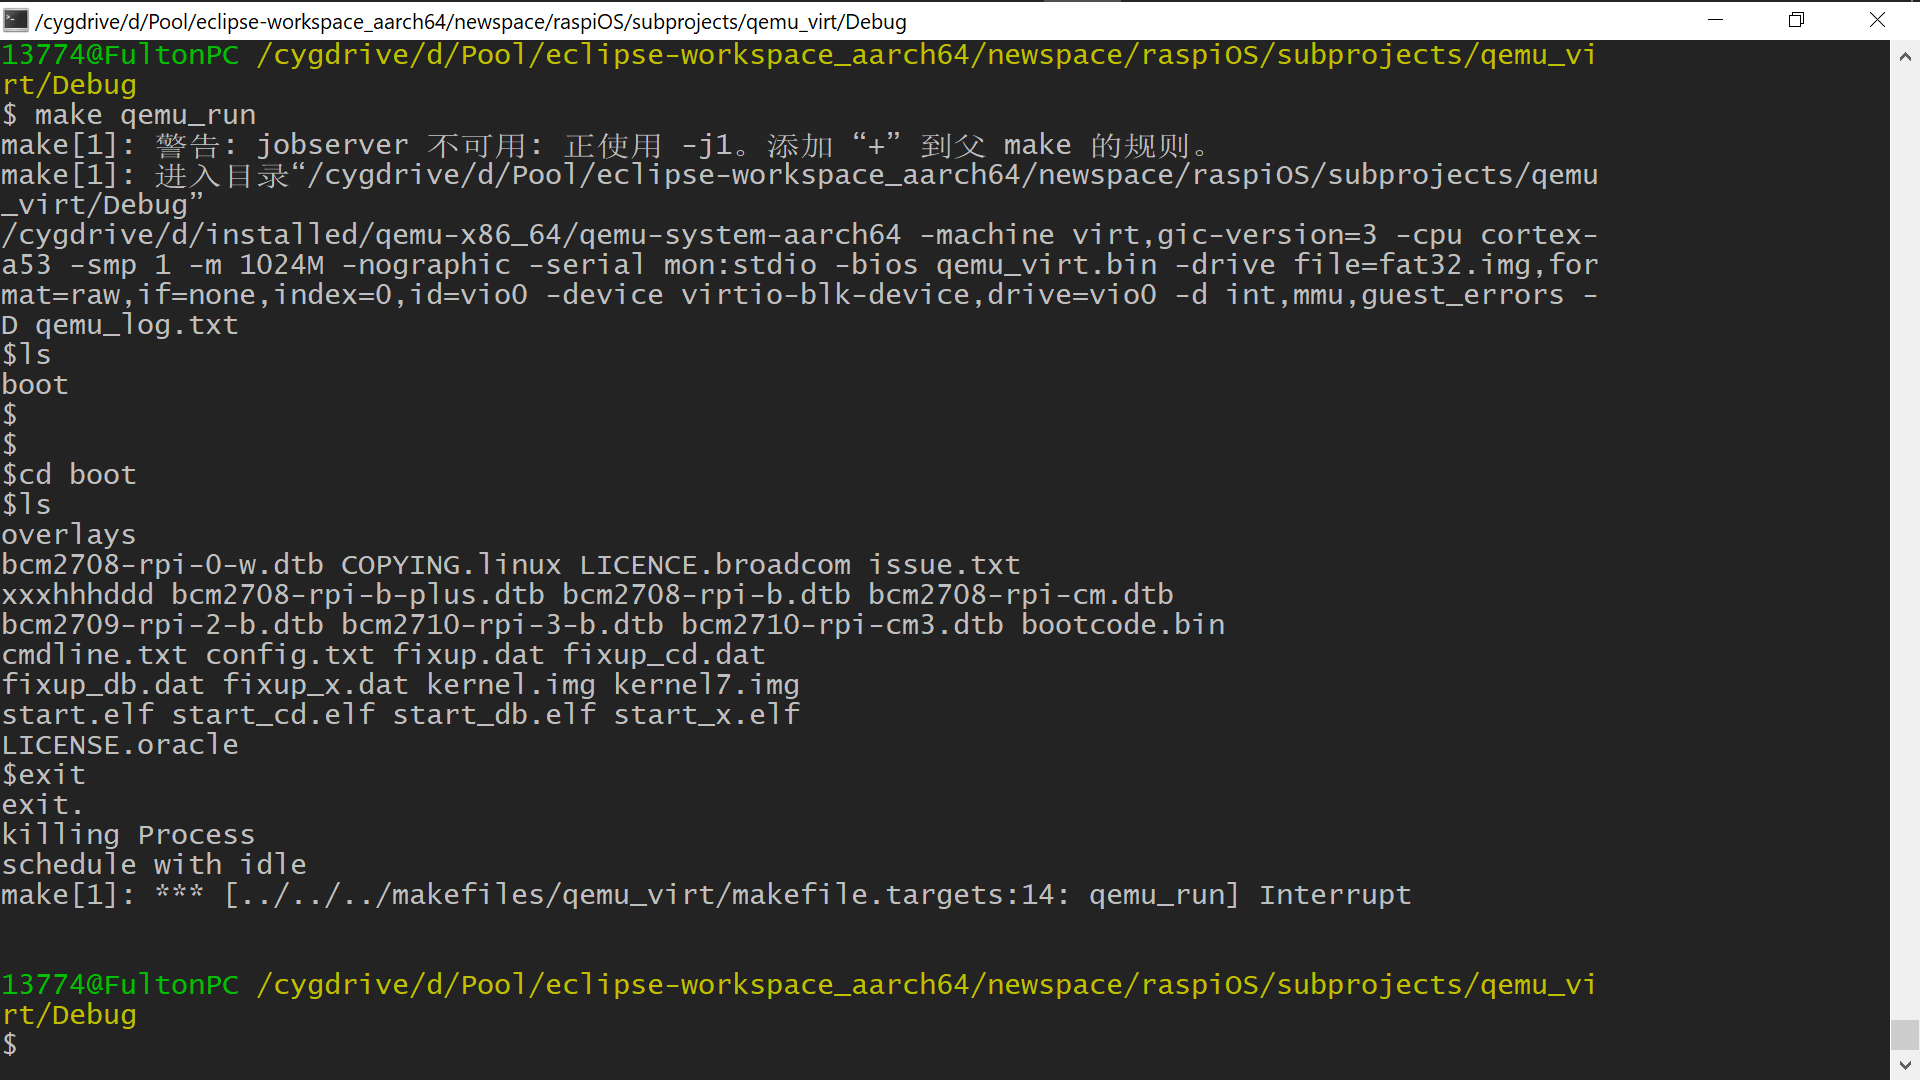 /cygdrive/d/Pool/eclipse-workspace_aarch64/newspace/raspiOS/subprojects/qemu_virt/Debug
13774@FultonPC /cygdrive/d/Pool/eclipse-workspace_aarch64/newspace/raspiOS/subprojects/qemu_vi
rt/Debug
$ make qemu_run
make[1]: 警告: jobserver 不可用: 正使用 -j1。添加 “+” 到父 make 的规则。
make[1]: 进入目录“/cygdrive/d/Pool/eclipse-workspace_aarch64/newspace/raspiOS/subprojects/qemu
_virt/Debug”
/cygdrive/d/installed/qemu-x86_64/qemu-system-aarch64 -machine virt,gic-version=3 -cpu cortex-
a53 -smp 1 -m 1024M -nographic -serial mon:stdio -bios qemu_virt.bin -drive file=fat32.img,for
mat=raw,if=none,index=0,id=vio0 -device virtio-blk-device,drive=vio0 -d int,mmu,guest_errors -
D qemu_log.txt
$ls
boot
$
$
$cd boot
$ls
overlays
bcm2708-rpi-0-w.dtb COPYING.linux LICENCE.broadcom issue.txt
xxxhhhddd bcm2708-rpi-b-plus.dtb bcm2708-rpi-b.dtb bcm2708-rpi-cm.dtb
bcm2709-rpi-2-b.dtb bcm2710-rpi-3-b.dtb bcm2710-rpi-cm3.dtb bootcode.bin
cmdline.txt config.txt fixup.dat fixup_cd.dat
fixup_db.dat fixup_x.dat kernel.img kernel7.img
start.elf start_cd.elf start_db.elf start_x.elf
LICENSE.oracle
$exit
exit.
killing Process
schedule with idle
make[1]: *** [../../../makefiles/qemu_virt/makefile.targets:14: qemu_run] Interrupt
13774@FultonPC /cygdrive/d/Pool/eclipse-workspace_aarch64/newspace/raspiOS/subprojects/qemu_vi
rt/Debug
$